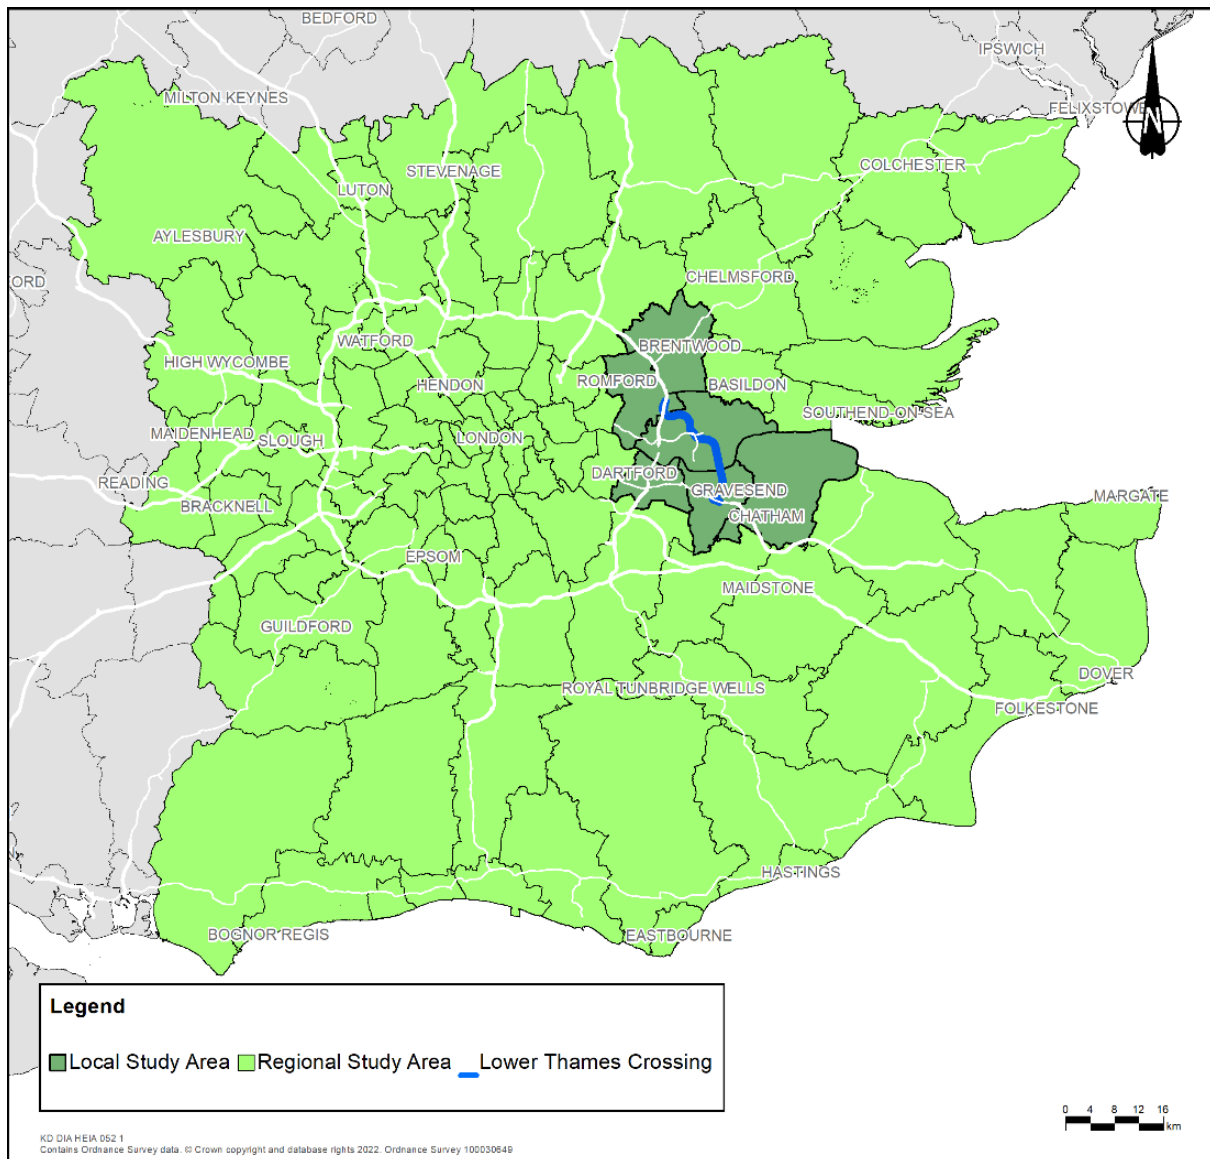 BEDFORD
IPSWICH
MILTON KEYNES
FELIXSTOWE
N
COLCHESTER
STEVENAGE
LUTON
AYLESBURY
CHELMSFORD
ORD
WATFORD
BRENTWOOD
HIGH WYCOMBE
HENDON
ROMFORD
BASILDON
SOUTHEND-ON-SEA
MAIDENHEAD
SLOUGH
LONDON
READING
DARTFORD
GRAVESEND
MARGATE
BRACKNELL
CHATHAM
EPSOM
MAIDSTONE
GUILDFORD
DOVER
ROYAL TUNBRIDGE WELLS
FOLKESTONE
HASTINGS
BOGNOR REGIS
EASTBOURNE
Legend
Local Study Area Regional Study Area Lower Thames Crossing
0 4 8 12 16
km
KD DIA HEIA 052 1
Contains Ordnance Survey data. © Crown copyright and database rights 2022. Ordnance Survey 100030649